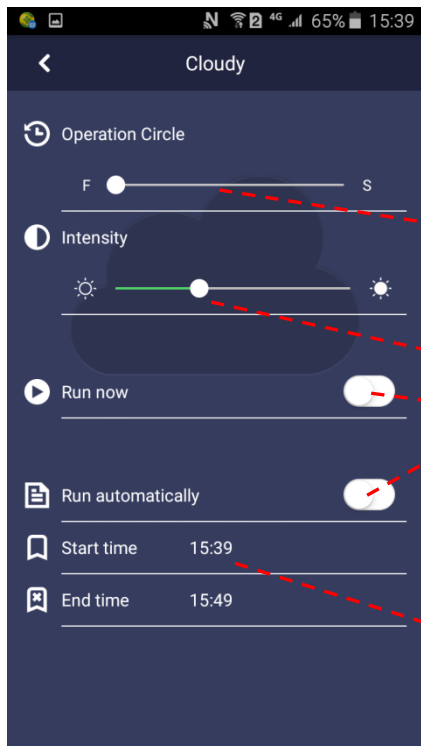 2 4G 65% 15:39
Cloudy
Operation Circle
F S
Intensity
Run now
Run automatically
Start time 15:39
End time 15:49